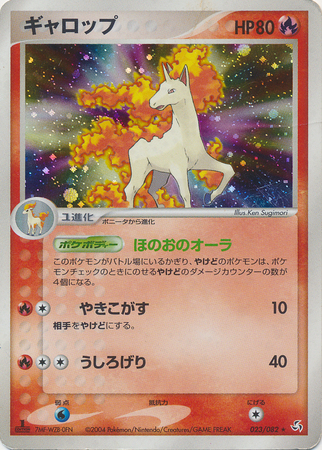 ギャロップ HP80
Illus.Ken Sugimori
1進化 ポニータから進化
ポケボディー ほのおのオーラ
このポケモンがバトル場にいるかぎり、やけどのポケモンは、ポケ
モンチェックのときにのせるやけどのダメージカウンターの数が
4個になる。
やきこがす 10
相手をやけどにする。
うしろげり 40
弱点 抵抗力 にげる
1 7MF-WZB 0FN ©2004 Pokémon/Nintendo/Creatures/GAME FREAK. 022/082 ★